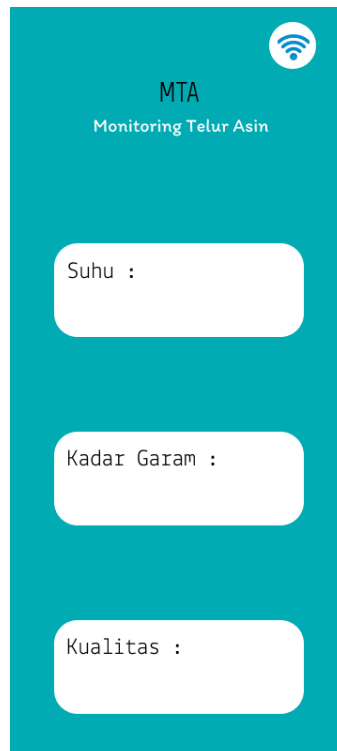 MTA
Monitoring Telur Asin
Suhu :
Kadar Garam :
Kualitas :